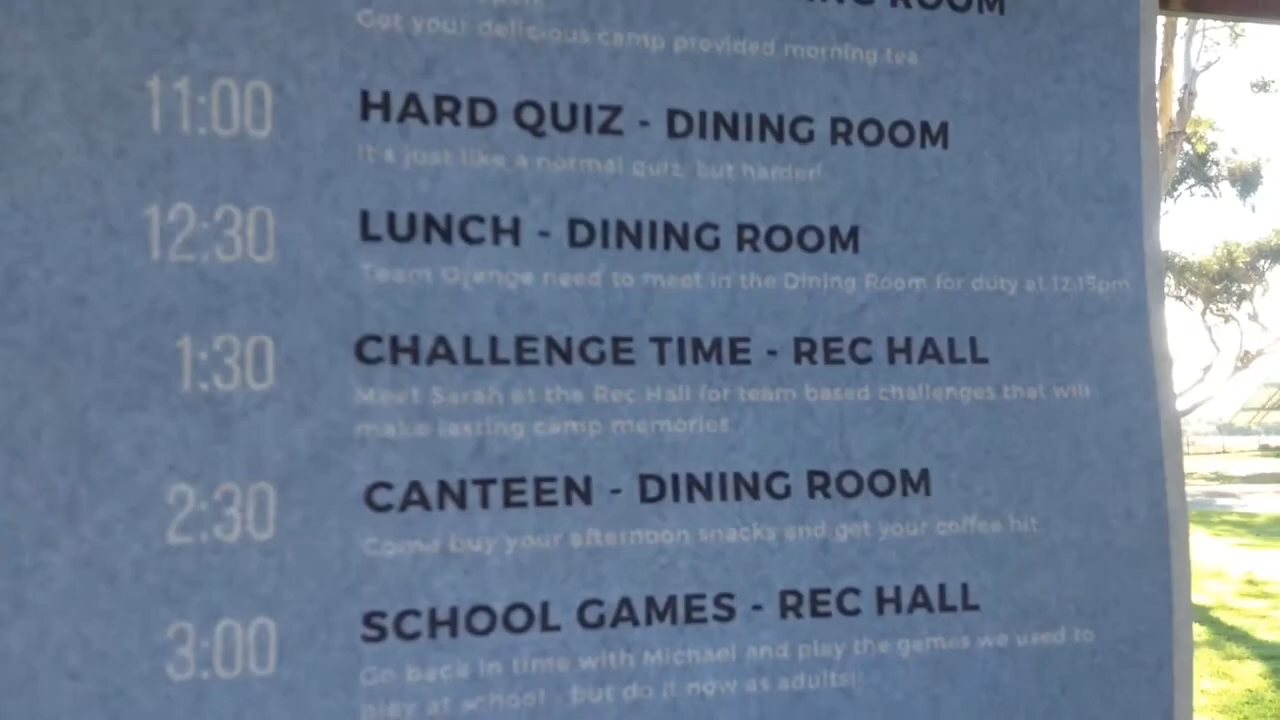 ROOM
Get your delicious camp provided morning tea
11:00
HARD QUIZ - DINING ROOM
It's just like a normal quiz, but harder!
12:30
LUNCH - DINING ROOM
Team Orange need to meet in the Dining Room for duty at 12:15pm
1:30
CHALLENGE TIME - REC HALL
Meet Sarah at the Rec Hall for team based challenges that will
make lasting camp memories.
2:30
CANTEEN - DINING ROOM
Come buy your afternoon snacks and get your coffee hit
3:00
SCHOOL GAMES - REC HALL
Go back in time with Michael and play the games we used to
play at school but do it now as adults!